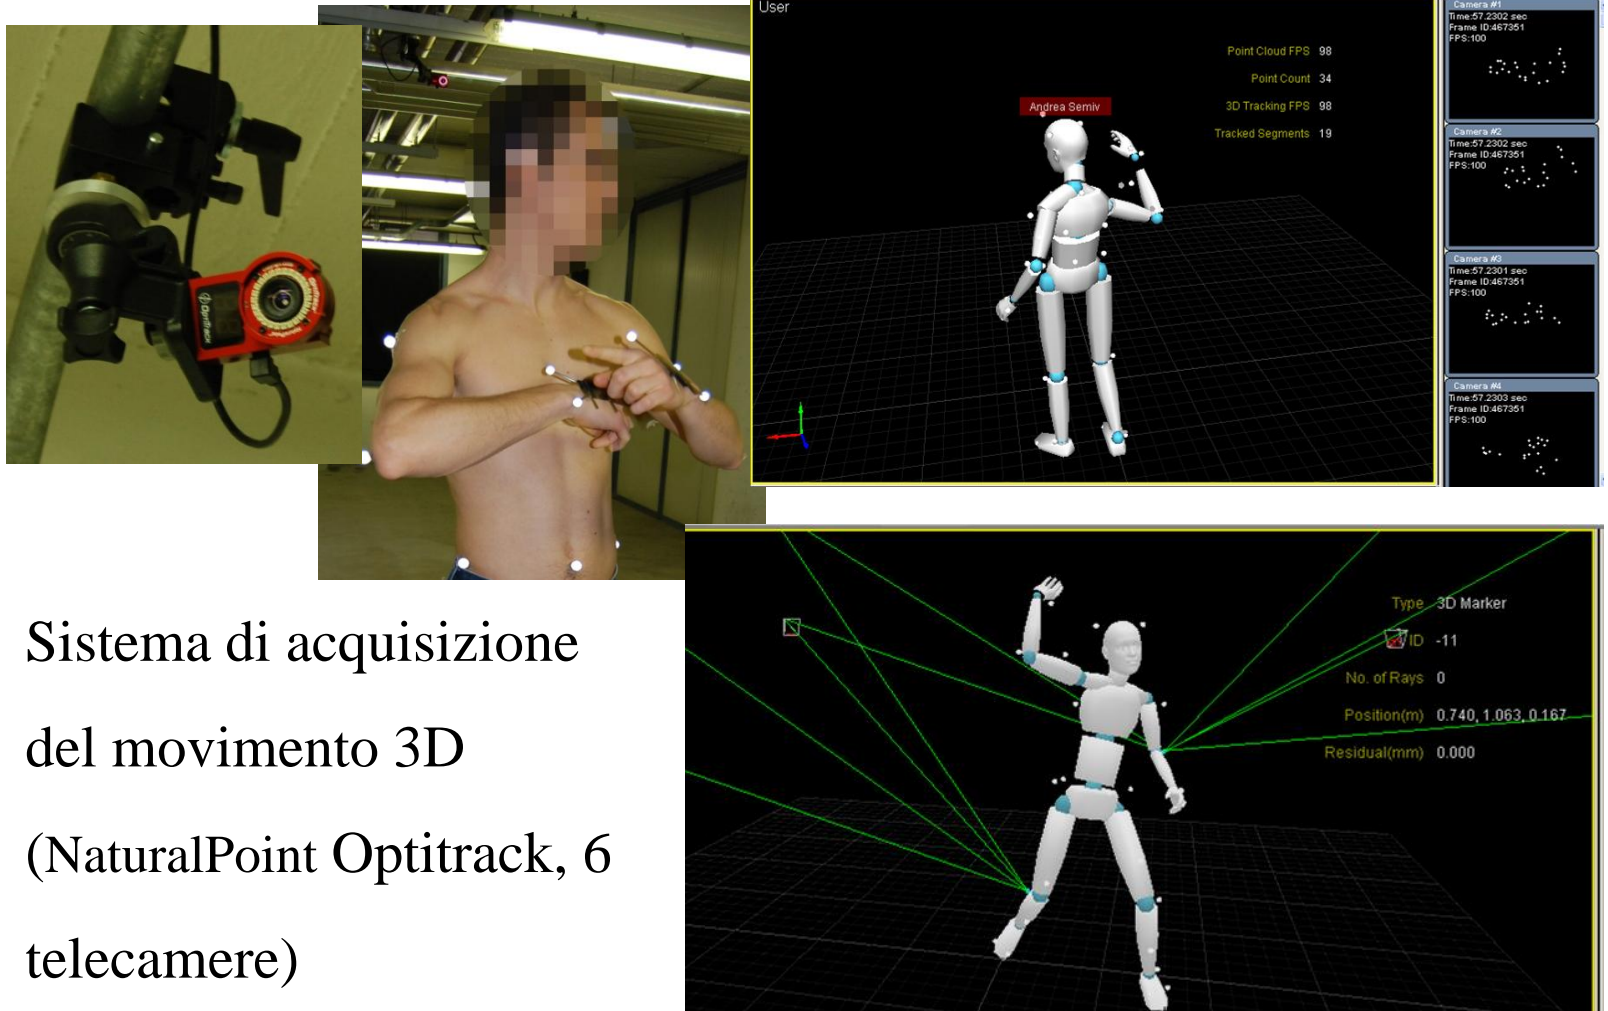 OptiTrack
User
Point Cloud FPS 98
Point Count 34
3D Tracking FPS 98
Tracked Segments 19
Andrea Semiv
Camera #1
Time:57.2302 sec
Frame ID:467351
FPS:100
Camera #2
Time:57.2302 sec
Frame ID:467351
FPS:100
Camera #3
Time:57.2301 sec
Frame ID:467351
FPS:100
Camera #4
Time:57.2303 sec
Frame ID:467351
FPS:100
Sistema di acquisizione
del movimento 3D
(NaturalPoint Optitrack, 6
telecamere)
Type 3D Marker
ID -11
No. of Rays 0
Position(m) 0.740, 1.063, 0.167
Residual(mm) 0.000